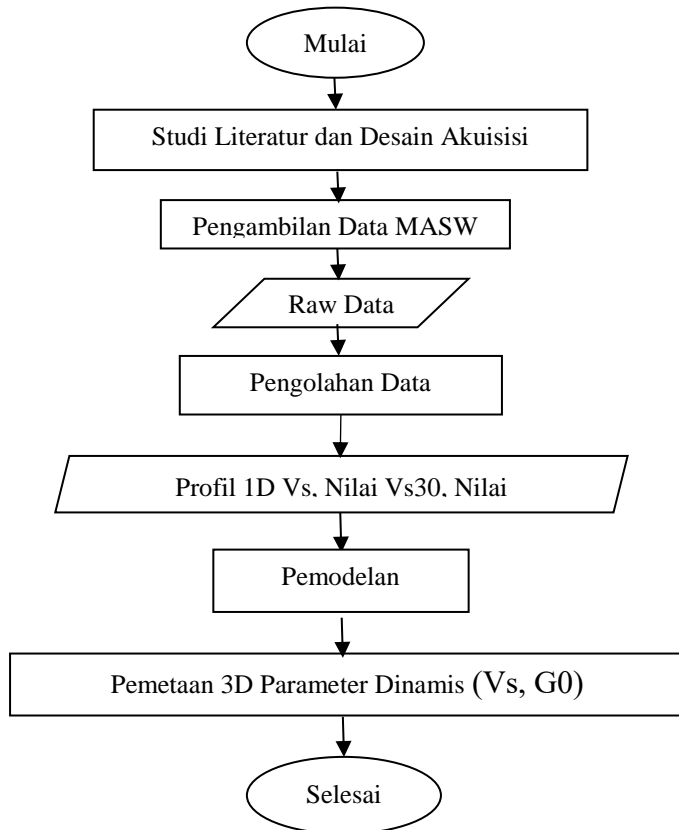 Mulai
Studi Literatur dan Desain Akuisisi
Pengambilan Data MASW
Raw Data
Pengolahan Data
Profil 1D Vs, Nilai Vs30, Nilai
Pemodelan
Pemetaan 3D Parameter Dinamis (Vs, G0)
Selesai